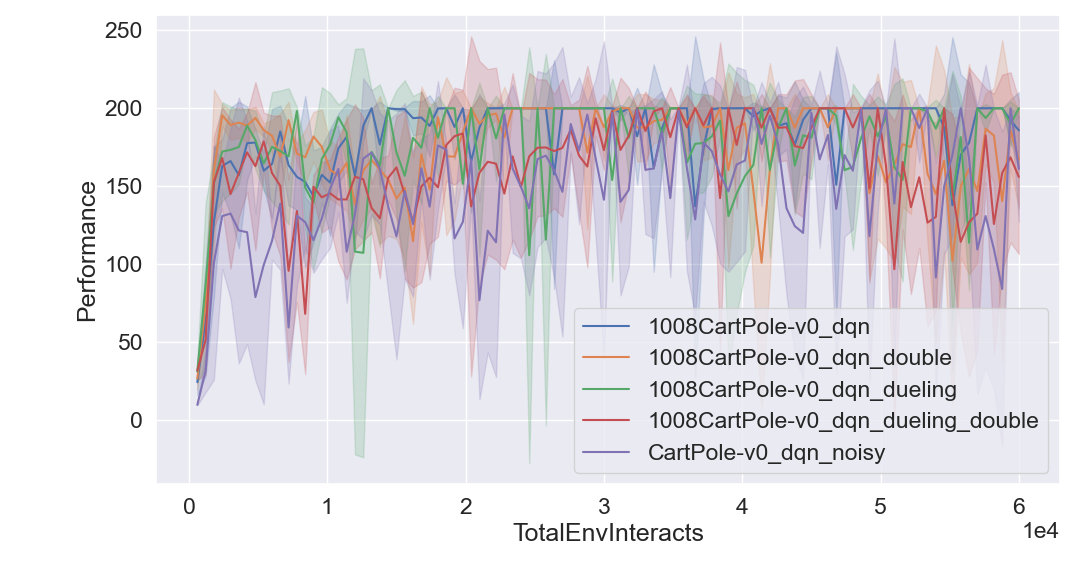 250
200
150
100
50
0
Performance
1008CartPole-v0_dqn
1008CartPole-v0_dqn_double
1008CartPole-v0_dqn_dueling
1008CartPole-v0_dqn_dueling_double
CartPole-v0_dqn_noisy
0 1 2 3 4 5 6
1e4
TotalEnvInteracts